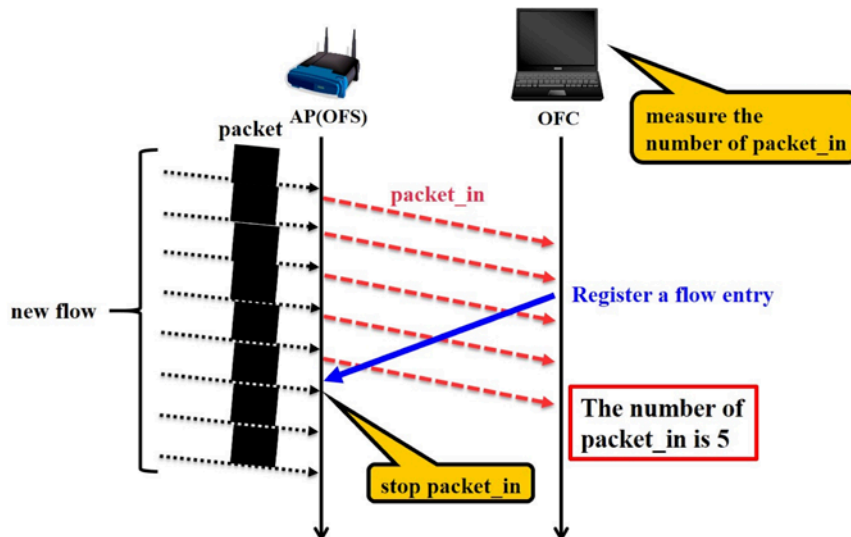 AP(OFS)
OFC
measure the
number of packet_in
packet
packet_in
new flow
Register a flow entry
The number of
packet_in is 5
stop packet_in